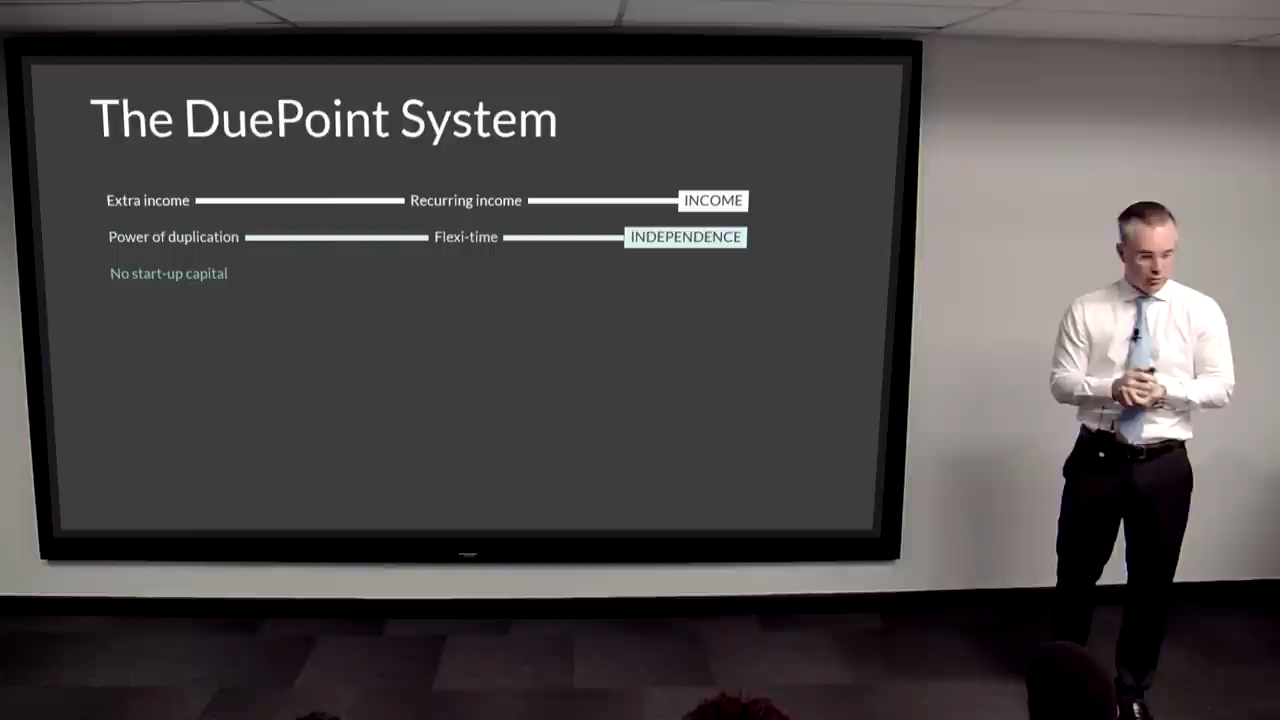 The DuePoint System
Extra income Recurring income INCOME
Power of duplication Flexi-time INDEPENDENCE
No start-up capital